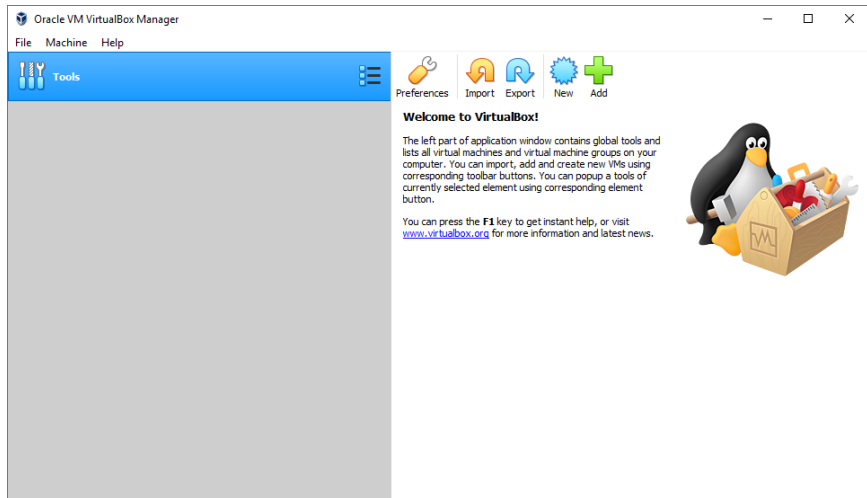 Oracle VM VirtualBox Manager
File Machine Help
Tools
Preferences Import Export New Add
Welcome to VirtualBox!
The left part of application window contains global tools and
lists all virtual machines and virtual machine groups on your
computer. You can import, add and create new VMs using
corresponding toolbar buttons. You can popup a tools of
currently selected element using corresponding element
button.
You can press the F1 key to get instant help, or visit
www.virtualbox.org for more information and latest news.